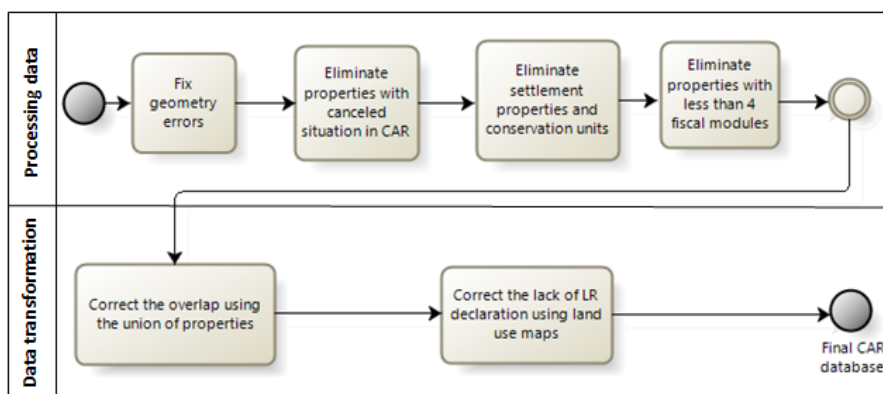 Processing data
Fix
geometry
errors
Eliminate
properties with
canceled
situation in CAR
Eliminate
settlement
properties and
conservation units
Eliminate
properties with
less than 4
fiscal modules
Data transformation
Correct the overlap using
the union of properties
Correct the lack of LR
declaration using land
use maps
Final CAR
database